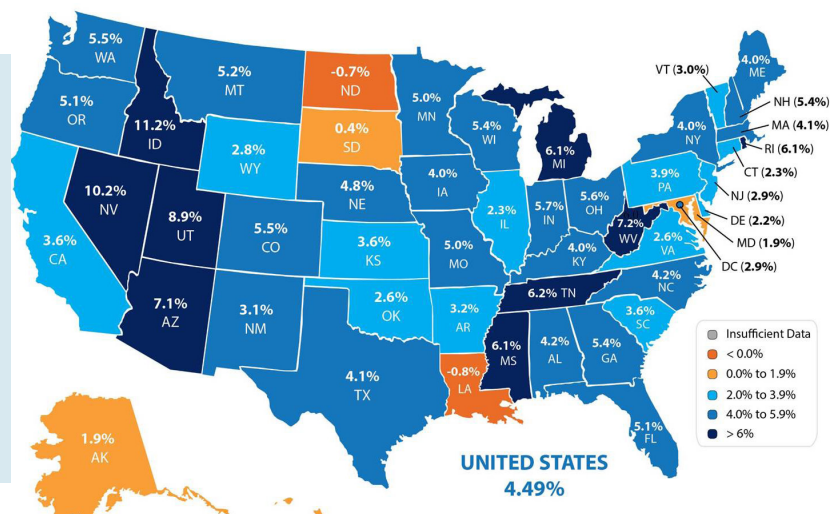 5.5%
WA
5.1%
OR
11.2%
ID
5.2%
MT
-0.7%
ND
0.4%
SD
2.8%
WY
10.2%
NV
8.9%
UT
3.6%
CA
7.1%
AZ
5.5%
CO
3.1%
NM
4.8%
NE
3.6%
KS
2.6%
OK
4.1%
TX
5.0%
MN
4.0%
IA
5.0%
MO
3.2%
AR
-0.8%
LA
5.4%
WI
2.3%
IL
6.1%
MI
5.7%
IN
5.6%
OH
4.0%
KY
6.2% TN
6.1%
MS
4.2%
AL
5.4%
GA
5.1%
FL
3.6%
SC
4.2%
NC
2.6%
VA
7.2%
WV
3.9%
PA
4.0%
NY
4.0%
ME
VT (3.0%)
NH (5.4%)
MA (4.1%)
RI (6.1%)
CT (2.3%)
NJ (2.9%)
DE (2.2%)
MD (1.9%)
DC (2.9%)
Insufficient Data
< 0.0%
0.0% to 1.9%
2.0% to 3.9%
4.0% to 5.9%
> 6%
1.9%
AK
UNITED STATES
4.49%